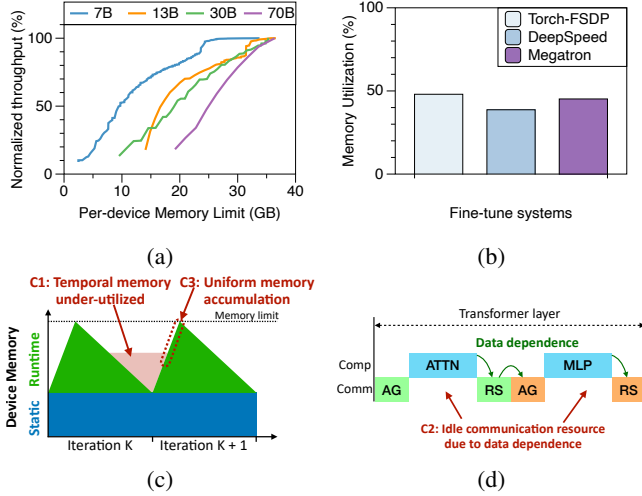 7B 13B 30B 70B
Normalized throughput (%)
100
50
0
0 10 20 30 40
Per-device Memory Limit (GB)
(a)
Torch-FSDP
DeepSpeed
Megatron
Memory Utilization (%)
100
50
0
Fine-tune systems
(b)
C1: Temporal memory
under-utilized
C3: Uniform memory
accumulation
Memory limit
Device Memory
Runtime
Static
Iteration K
Iteration K + 1
(c)
Transformer layer
Data dependence
Comp
ATTN
MLP
Comm
AG
RS
AG
RS
C2: Idle communication resource
due to data dependence
(d)